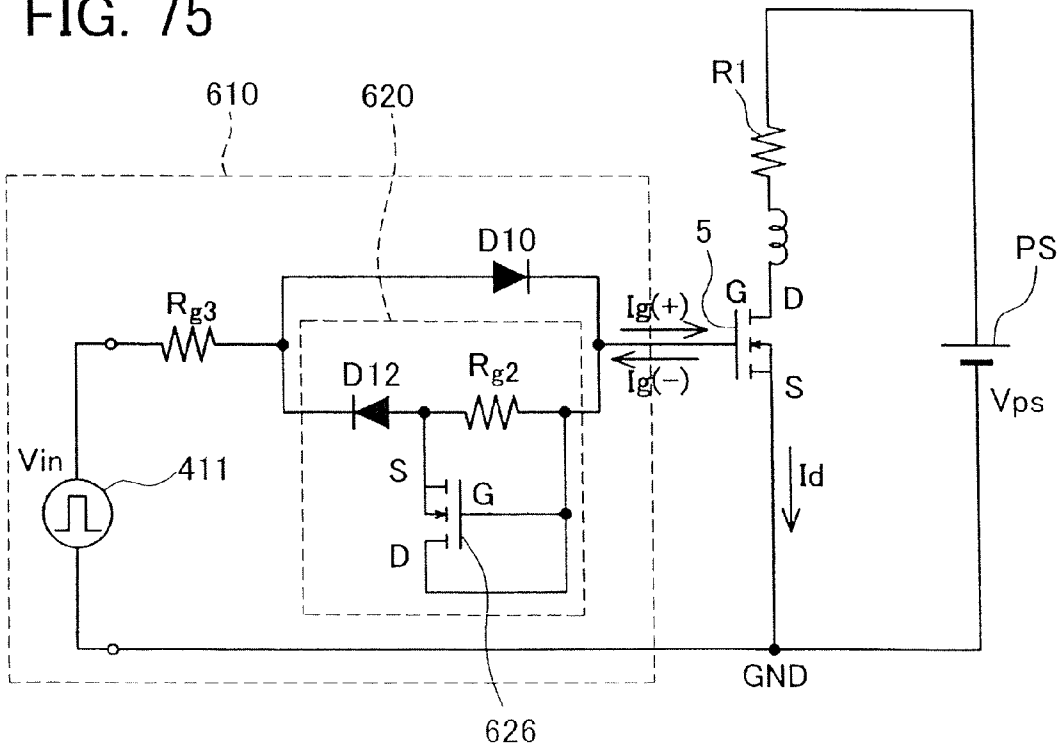 FIG. 75
R1
610
620
5
PS
D10
G
D
Ig(+)
Rg3
D12
Rg2
Ig(−)
S
Vps
Vin
411
S
G
Id
D
GND
626